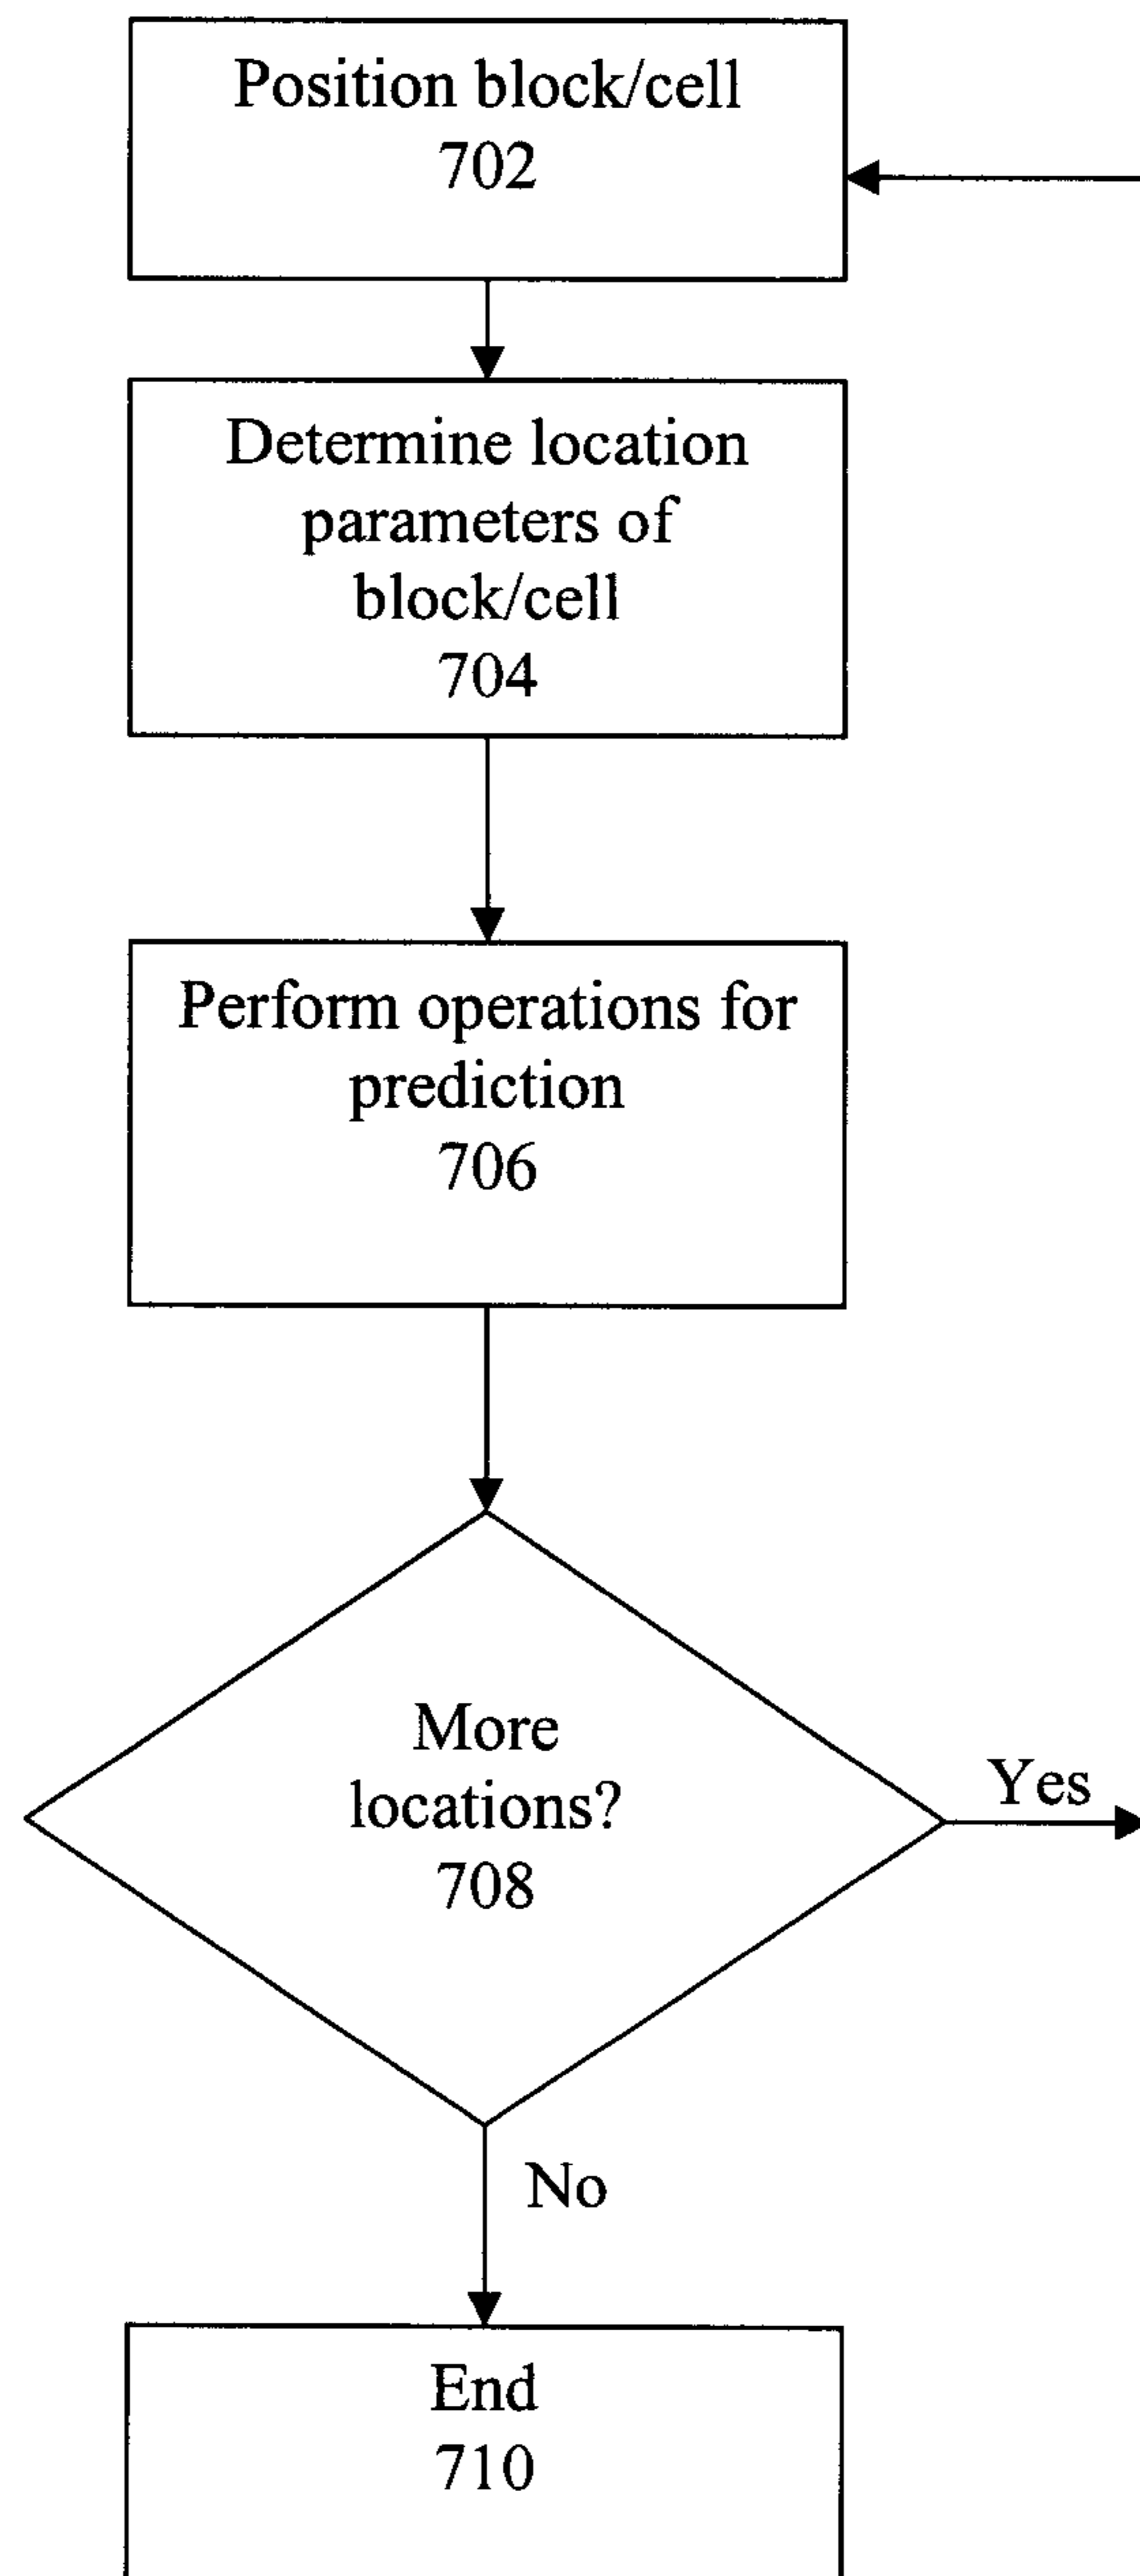 Position block/cell
702
Determine location
parameters of
block/cell
704
Perform operations for
prediction
706
More
locations?
708
Yes
No
End
710